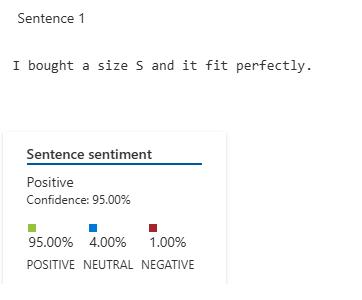 Sentence 1
I bought a size S and it fit perfectly.
Sentence sentiment
Positive
Confidence: 95.00%
95.00% 4.00% 1.00%
POSITIVE NEUTRAL NEGATIVE